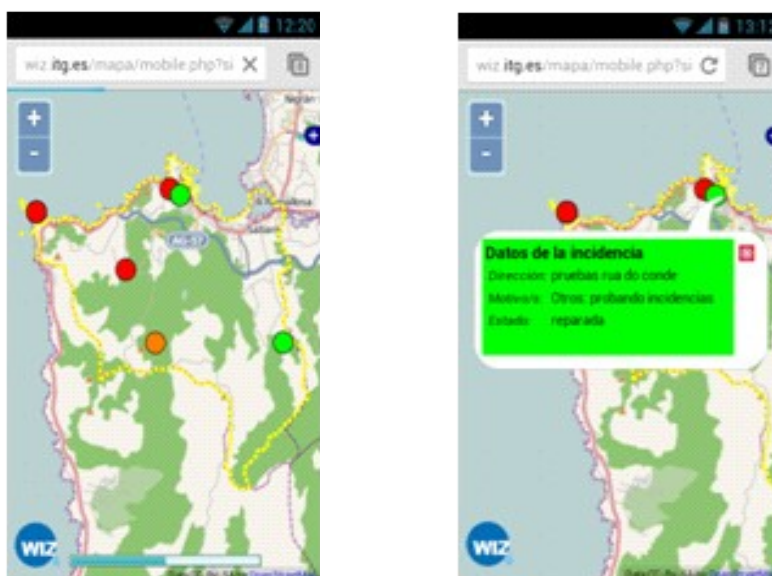 12:20
wiz.itg.es/mapa/mobile.php?si
+
-
Sabarís
AG-57
WIZ
13:12
wiz.itg.es/mapa/mobile.php?si
+
-
Datos de la incidencia
Dirección: pruebas rua do conde
Motivo/s: Otros: probando incidencias
Estado: reparada
WIZ